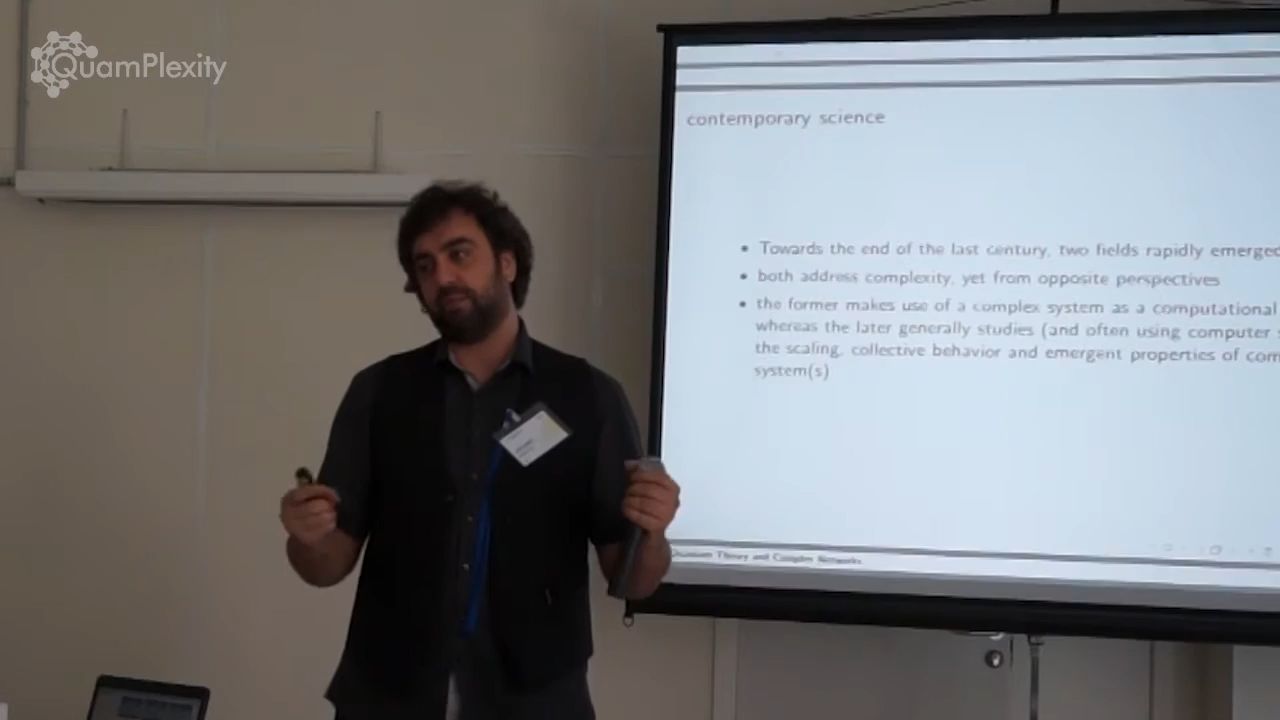 QuamPlexity
contemporary science
• Towards the end of the last century, two fields rapidly emerged
• both address complexity, yet from opposite perspectives
• the former makes use of a complex system as a computational
whereas the later generally studies (and often using computer
the scaling, collective behavior and emergent properties of com
system(s)
Quantum Theory and Complex Networks